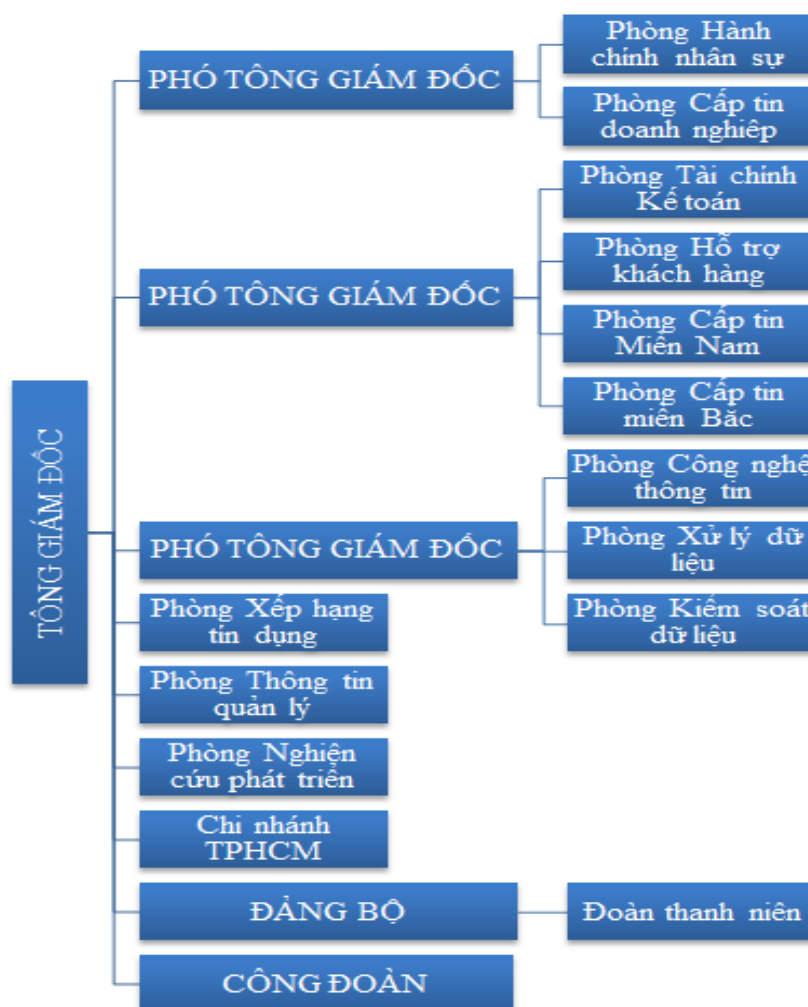 TỔNG GIÁM ĐỐC
PHÓ TỔNG GIÁM ĐỐC
Phòng Hành
chính nhân sự
Phòng Cấp tin
doanh nghiêp
PHÓ TỔNG GIÁM ĐỐC
Phòng Tài chính
Kế toán
Phòng Hỗ trợ
khách hàng
Phòng Cấp tin
Miền Nam
Phòng Cấp tin
miền Bắc
PHÓ TỔNG GIÁM ĐỐC
Phòng Công nghệ
thông tin
Phòng Xử lý dữ
liệu
Phòng Kiểm soát
dữ liệu
Phòng Xếp hạng
tín dụng
Phòng Thông tin
quản lý
Phòng Nghiện
cứu phát triển
Chi nhánh
TPHCM
ĐẢNG BỘ
Đoàn thanh niên
CÔNG ĐOÀN